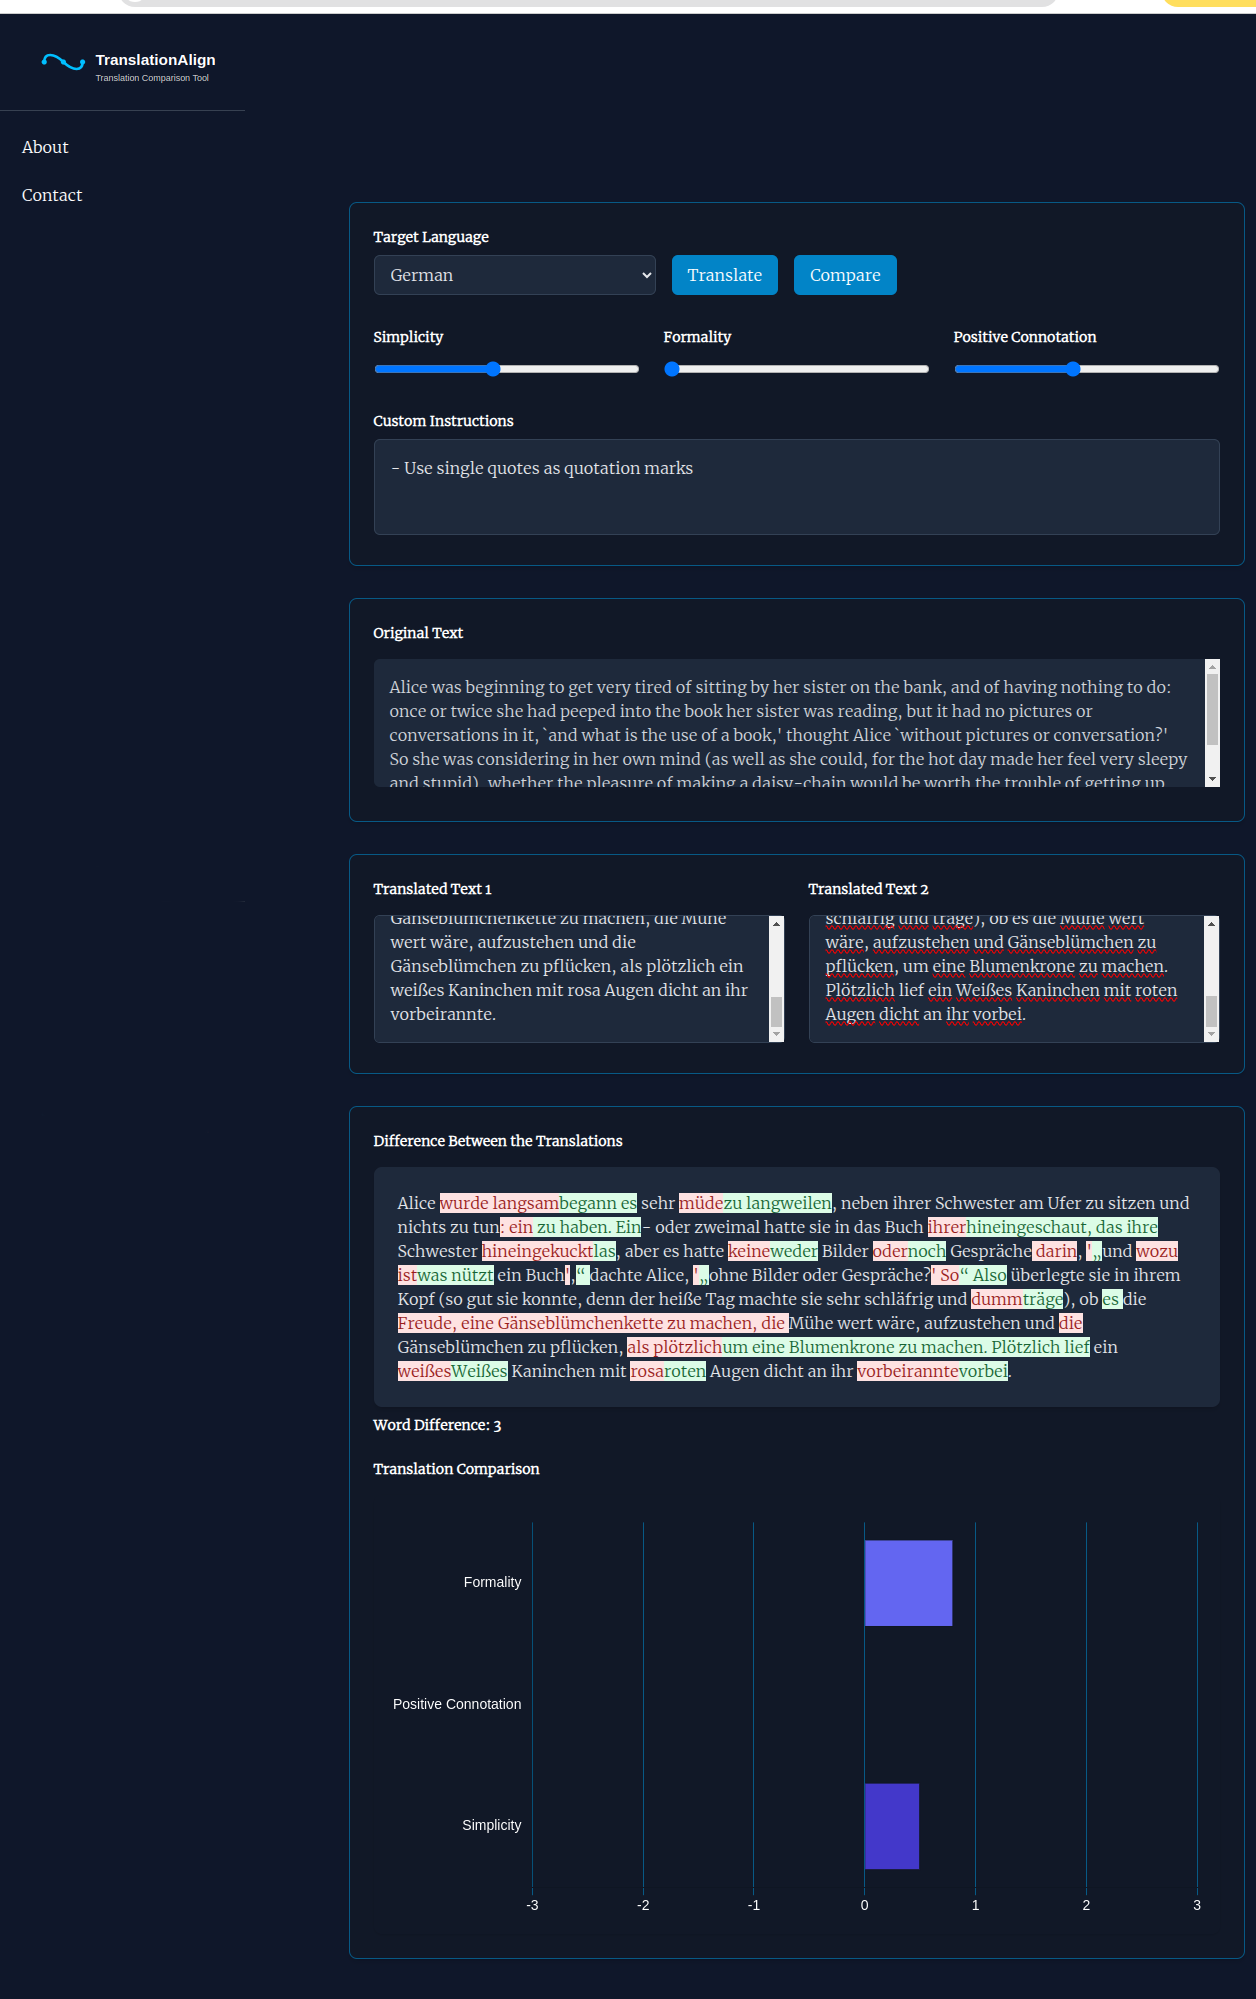 TranslationAlign
Translation Comparison Tool
About
Contact
Target Language
German
Translate
Compare
Simplicity
Formality
Positive Connotation
Custom Instructions
- Use single quotes as quotation marks
Original Text
Alice was beginning to get very tired of sitting by her sister on the bank, and of having nothing to do:
once or twice she had peeped into the book her sister was reading, but it had no pictures or
conversations in it, `and what is the use of a book,' thought Alice `without pictures or conversation?'
So she was considering in her own mind (as well as she could, for the hot day made her feel very sleepy
and stupid), whether the pleasure of making a daisy-chain would be worth the trouble of getting up
Translated Text 1
Gänseblümchenkette zu machen, die Mühe
wert wäre, aufzustehen und die
Gänseblümchen zu pflücken, als plötzlich ein
weißes Kaninchen mit rosa Augen dicht an ihr
vorbeirannte.
Translated Text 2
schläfrig und träge), ob es die Mühe wert
wäre, aufzustehen und Gänseblümchen zu
pflücken, um eine Blumenkrone zu machen.
Plötzlich lief ein Weißes Kaninchen mit roten
Augen dicht an ihr vorbei.
Difference Between the Translations
Alice wurde langsambegann es sehr müdezu langweilen, neben ihrer Schwester am Ufer zu sitzen und
nichts zu tun: ein zu haben. Ein- oder zweimal hatte sie in das Buch ihrerhineingeschaut, das ihre
Schwester hineingekucktlas, aber es hatte keineweder Bilder odernoch Gespräche darin, '„und wozu
istwas nützt ein Buch',“ dachte Alice, '„ohne Bilder oder Gespräche?' So“ Also überlegte sie in ihrem
Kopf (so gut sie konnte, denn der heiße Tag machte sie sehr schläfrig und dummträge), ob es die
Freude, eine Gänseblümchenkette zu machen, die Mühe wert wäre, aufzustehen und die
Gänseblümchen zu pflücken, als plötzlichum eine Blumenkrone zu machen. Plötzlich lief ein
weißesWeißes Kaninchen mit rosaroten Augen dicht an ihr vorbeirannte​vorbei.
Word Difference: 3
Translation Comparison
Formality
Positive Connotation
Simplicity
-3 -2 -1 0 1 2 3